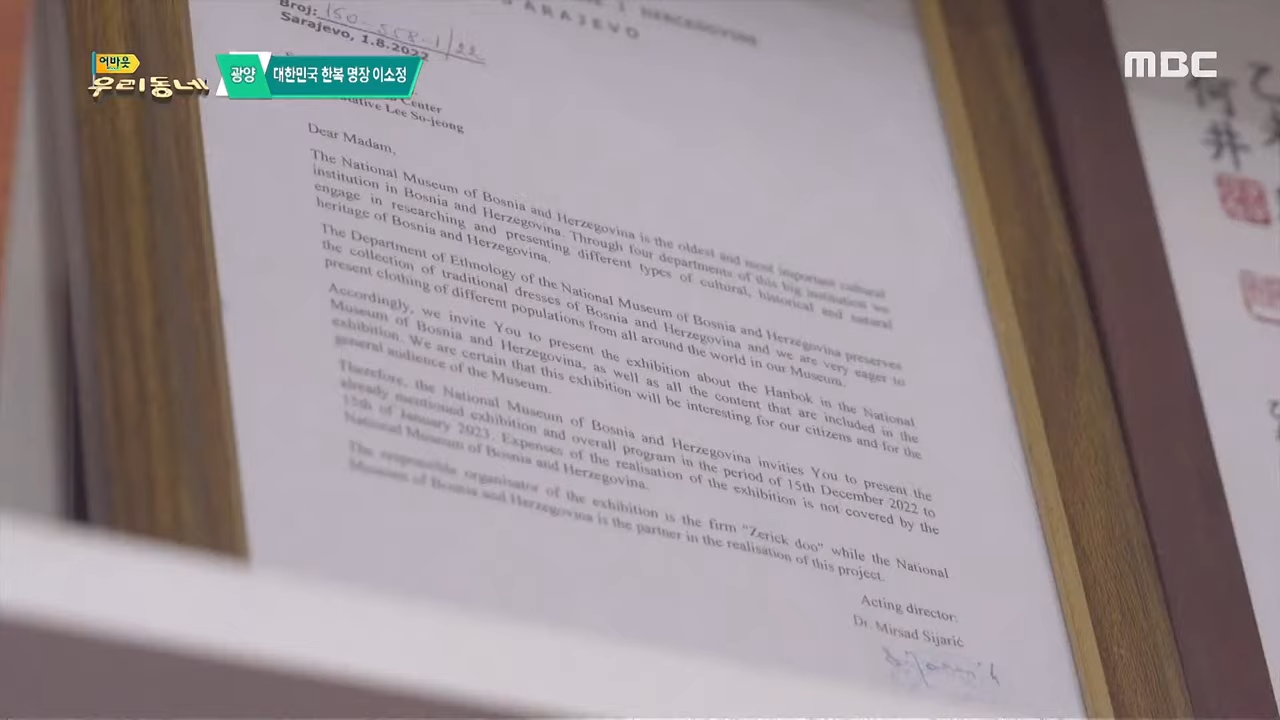 어바웃
우리동네
광양
대한민국 한복 명장 이소정
MBC
HERCEGOVINE
SARAJEVO
Broj: 150-558-1/22
Sarajevo, 1.8.2022
Center
Lee So-jeong
Dear Madam,
The National Museum of Bosnia and Herzegovina is the oldest and most important cultural
institution in Bosnia and Herzegovina. Through four departments of this big institution we
engage in researching and presenting different types of cultural, historical and natural
heritage of Bosnia and Herzegovina.
The Department of Ethnology of the National Museum of Bosnia and Herzegovina preserves
the collection of traditional dresses of Bosnia and Herzegovina and we are very eager to
present clothing of different populations from all around the world in our Museum.
Accordingly, we invite You to present the exhibition about the Hanbok in the National
Museum of Bosnia and Herzegovina, as well as all the content that are included in the
exhibition. We are certain that this exhibition will be interesting for our citizens and for the
general audience of the Museum.
Therefore, the National Museum of Bosnia and Herzegovina invites You to present the
already mentioned exhibition and overall program in the period of 15th December 2022 to
15th of January 2023. Expenses of the realisation of the exhibition is not covered by the
National Museum of Bosnia and Herzegovina.
The responsible organisator of the exhibition is the firm "Zerick doo" while the National
Museum of Bosnia and Herzegovina is the partner in the realisation of this project.
Acting director:
Dr. Mirsad Sijarić
何井